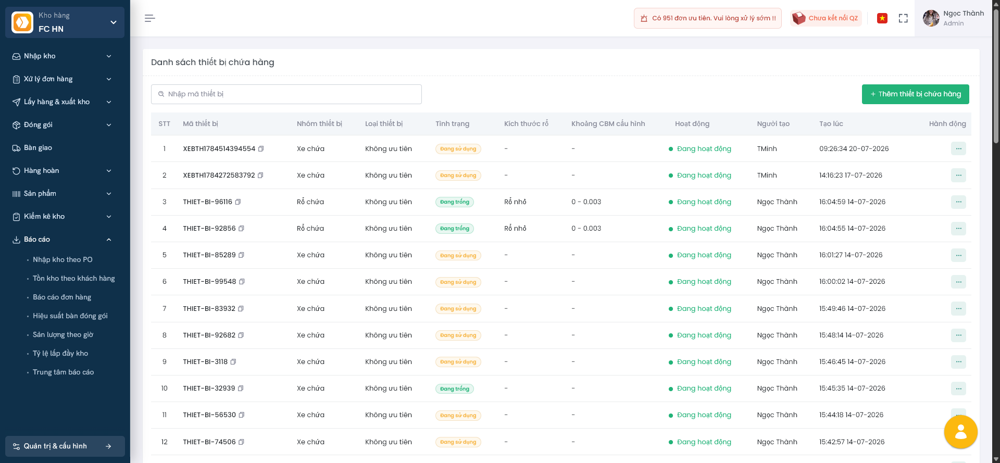 Kho hàng
FC HN
Nhập kho
Xử lý đơn hàng
Lấy hàng & xuất kho
Đóng gói
Bàn giao
Hàng hoàn
Sản phẩm
Kiểm kê kho
Báo cáo
Nhập kho theo PO
Tồn kho theo khách hàng
Báo cáo đơn hàng
Hiệu suất bàn đóng gói
Sản lượng theo giờ
Tỷ lệ lấp đầy kho
Trung tâm báo cáo
Quản trị & cấu hình
Có 951 đơn ưu tiên. Vui lòng xử lý sớm !!
Chưa kết nối QZ
Ngọc Thành
Admin
Danh sách thiết bị chứa hàng
Nhập mã thiết bị
+ Thêm thiết bị chứa hàng
STT Mã thiết bị Nhóm thiết bị Loại thiết bị Tình trạng Kích thước rổ Khoảng CBM cấu hình Hoạt động Người tạo Tạo lúc Hành động
1 XEBTH1784514394554 Xe chứa Không ưu tiên Đang sử dụng - - Đang hoạt động TMinh 09:26:34 20-07-2026 ...
2 XEBTH1784272583792 Xe chứa Không ưu tiên Đang sử dụng - - Đang hoạt động TMinh 14:16:23 17-07-2026 ...
3 THIET-BI-96116 Rổ chứa Không ưu tiên Đang trống Rổ nhỏ 0 - 0.003 Đang hoạt động Ngọc Thành 16:04:59 14-07-2026 ...
4 THIET-BI-92856 Rổ chứa Không ưu tiên Đang trống Rổ nhỏ 0 - 0.003 Đang hoạt động Ngọc Thành 16:04:55 14-07-2026 ...
5 THIET-BI-85289 Xe chứa Không ưu tiên Đang sử dụng - - Đang hoạt động Ngọc Thành 16:01:27 14-07-2026 ...
6 THIET-BI-99548 Xe chứa Không ưu tiên Đang sử dụng - - Đang hoạt động Ngọc Thành 16:00:02 14-07-2026 ...
7 THIET-BI-83932 Xe chứa Không ưu tiên Đang sử dụng - - Đang hoạt động Ngọc Thành 15:49:46 14-07-2026 ...
8 THIET-BI-92682 Xe chứa Không ưu tiên Đang sử dụng - - Đang hoạt động Ngọc Thành 15:48:14 14-07-2026 ...
9 THIET-BI-3118 Xe chứa Không ưu tiên Đang sử dụng - - Đang hoạt động Ngọc Thành 15:46:45 14-07-2026 ...
10 THIET-BI-32939 Xe chứa Không ưu tiên Đang trống - - Đang hoạt động Ngọc Thành 15:45:35 14-07-2026 ...
11 THIET-BI-56530 Xe chứa Không ưu tiên Đang sử dụng - - Đang hoạt động Ngọc Thành 15:44:18 14-07-2026 ...
12 THIET-BI-74506 Xe chứa Không ưu tiên Đang sử dụng - - Đang hoạt động Ngọc Thành 15:42:57 14-07-2026